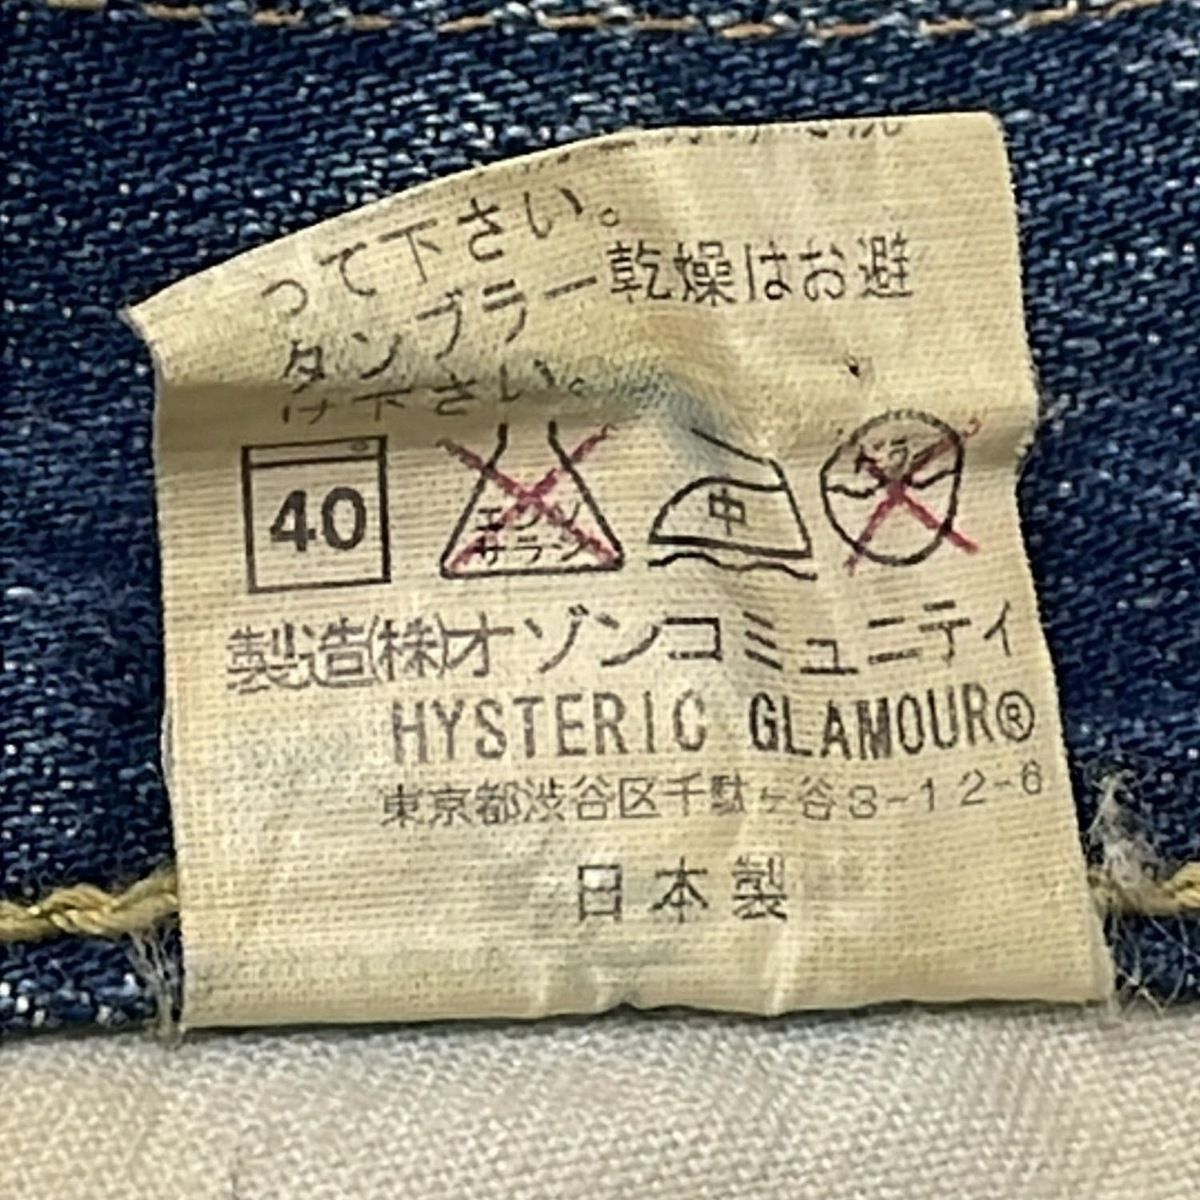 って下さい。
タンブラー乾燥はお避
け下さい。
40 エンソ サラシ 中 ドライ
製造(株)オゾンコミュニティ
HYSTERIC GLAMOUR®
東京都渋谷区千駄ヶ谷3-12-6
日本製